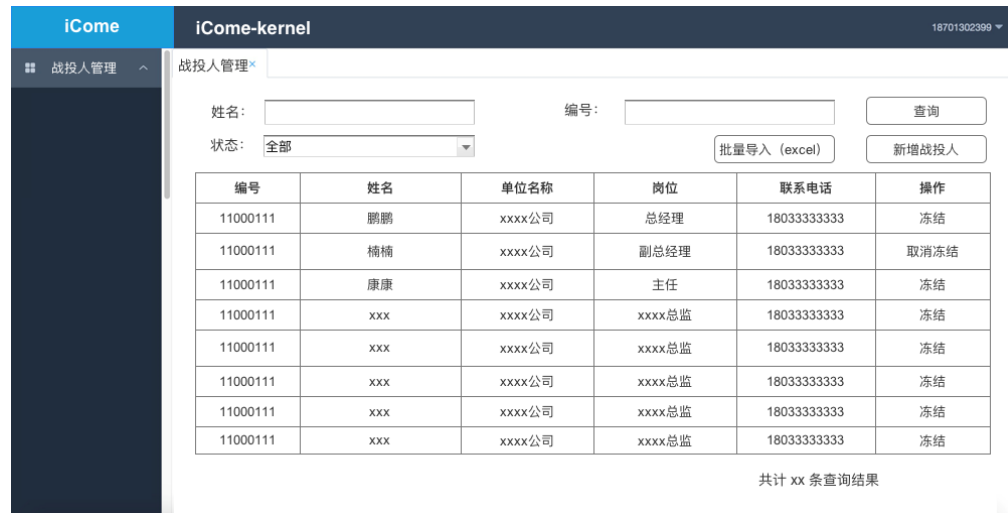 iCome iCome-kernel 18701302399
战投人管理 战投人管理×
姓名： 编号： 查询
状态： 全部 批量导入（excel） 新增战投人
编号 姓名 单位名称 岗位 联系电话 操作
11000111 鹏鹏 xxxx公司 总经理 18033333333 冻结
11000111 楠楠 xxxx公司 副总经理 18033333333 取消冻结
11000111 康康 xxxx公司 主任 18033333333 冻结
11000111 xxx xxxx公司 xxxx总监 18033333333 冻结
11000111 xxx xxxx公司 xxxx总监 18033333333 冻结
11000111 xxx xxxx公司 xxxx总监 18033333333 冻结
11000111 xxx xxxx公司 xxxx总监 18033333333 冻结
11000111 xxx xxxx公司 xxxx总监 18033333333 冻结
共计 xx 条查询结果